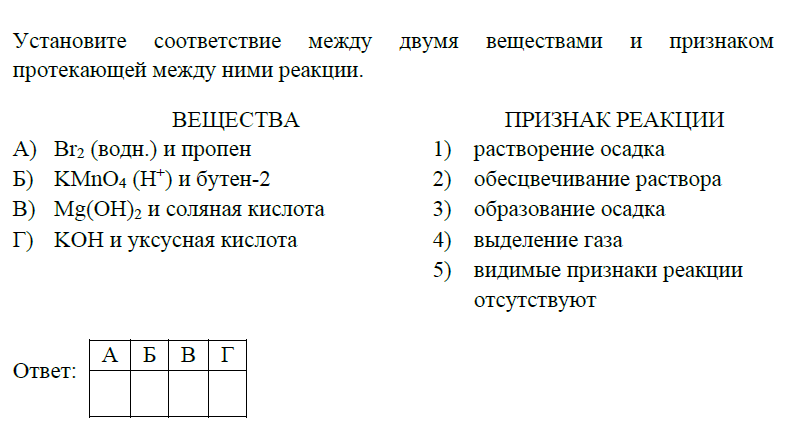 Установите соответствие между двумя веществами и признаком
протекающей между ними реакции.
ВЕЩЕСТВА
А) Br₂ (водн.) и пропен
Б) KMnO₄ (H⁺) и бутен-2
В) Mg(OH)₂ и соляная кислота
Г) KOH и уксусная кислота
ПРИЗНАК РЕАКЦИИ
1) растворение осадка
2) обесцвечивание раствора
3) образование осадка
4) выделение газа
5) видимые признаки реакции
отсутствуют
Ответ:
А Б В Г